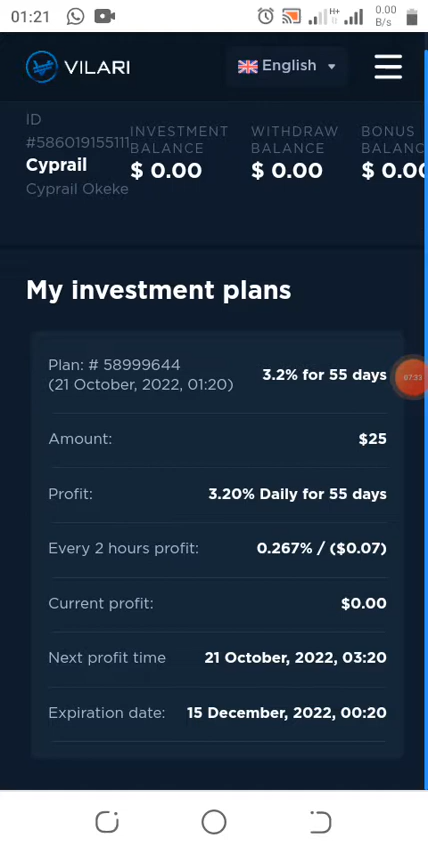 01:21
H+
0.00
B/s
VILARI
English
ID
#586019155111
Cyprail
Cyprail Okeke
INVESTMENT
BALANCE
$ 0.00
WITHDRAW
BALANCE
$ 0.00
BONUS
BALANC
$ 0.0
My investment plans
Plan: # 58999644
(21 October, 2022, 01:20)
3.2% for 55 days
07:33
Amount: $25
Profit: 3.20% Daily for 55 days
Every 2 hours profit: 0.267% / ($0.07)
Current profit: $0.00
Next profit time 21 October, 2022, 03:20
Expiration date: 15 December, 2022, 00:20